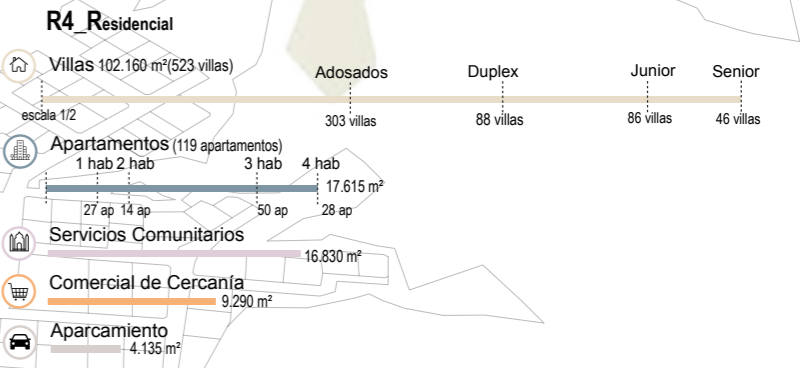 R4_Residencial
Villas 102.160 m²(523 villas)
Adosados Duplex Junior Senior
escala 1/2
303 villas 88 villas 86 villas 46 villas
Apartamentos (119 apartamentos)
1 hab 2 hab 3 hab 4 hab
17.615 m²
27 ap 14 ap 50 ap 28 ap
Servicios Comunitarios
16.830 m²
Comercial de Cercanía
9.290 m²
Aparcamiento
4.135 m²